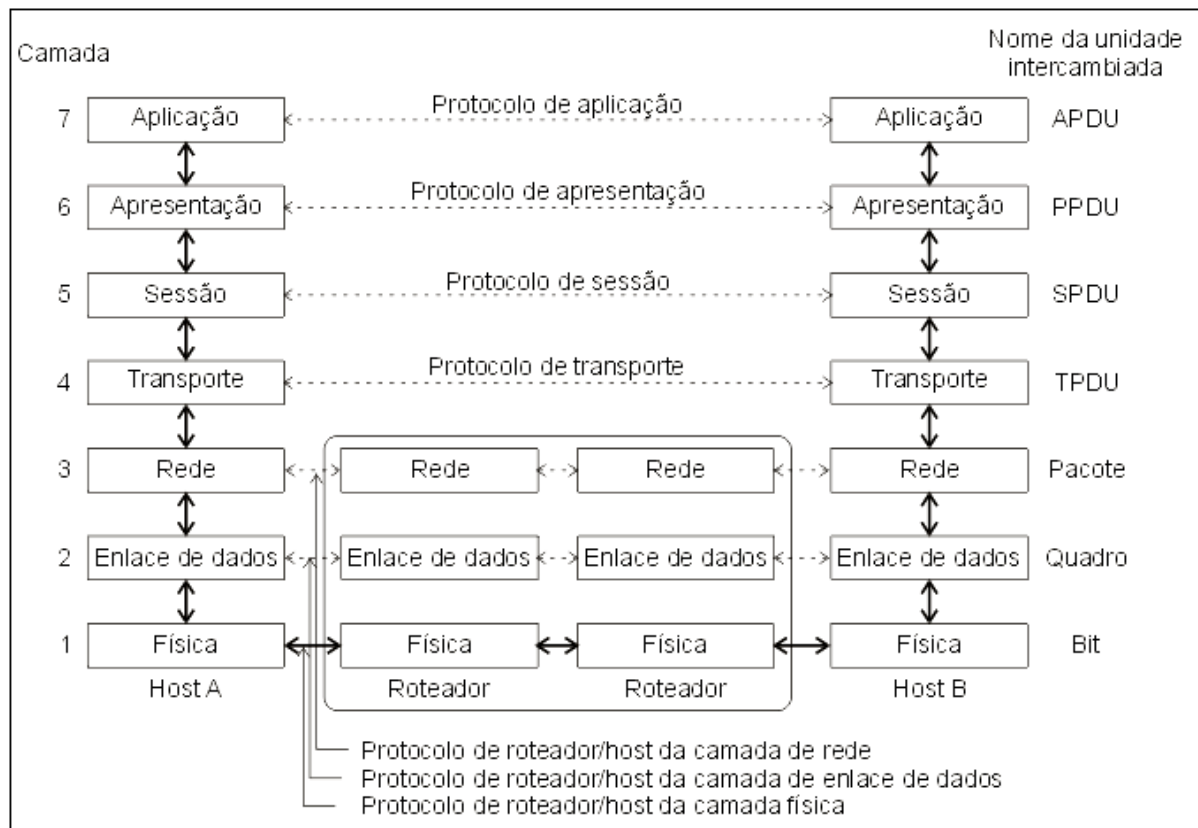 Camada
Nome da unidade
intercambiada
7 Aplicação Protocolo de aplicação Aplicação APDU
6 Apresentação Protocolo de apresentação Apresentação PPDU
5 Sessão Protocolo de sessão Sessão SPDU
4 Transporte Protocolo de transporte Transporte TPDU
3 Rede Rede Rede Rede Pacote
2 Enlace de dados Enlace de dados Enlace de dados Enlace de dados Quadro
1 Física Física Física Física Bit
Host A Roteador Roteador Host B
Protocolo de roteador/host da camada de rede
Protocolo de roteador/host da camada de enlace de dados
Protocolo de roteador/host da camada física